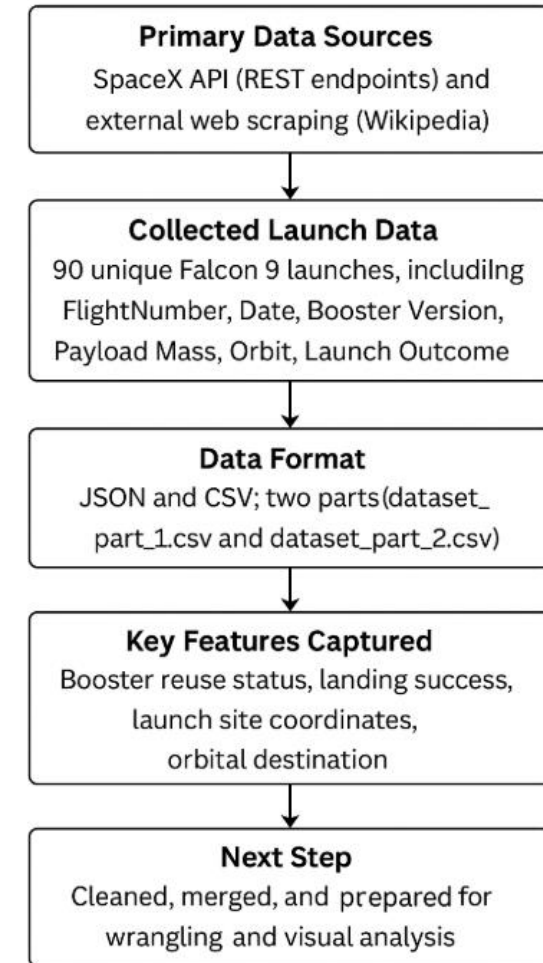 Primary Data Sources
SpaceX API (REST endpoints) and
external web scraping (Wikipedia)
Collected Launch Data
90 unique Falcon 9 launches, includiIng
FlightNumber, Date, Booster Version,
Payload Mass, Orbit, Launch Outcome
Data Format
JSON and CSV; two parts(dataset_
part_1.csv and dataset_part_2.csv)
Key Features Captured
Booster reuse status, landing success,
launch site coordinates,
orbital destination
Next Step
Cleaned, merged, and prepared for
wrangling and visual analysis